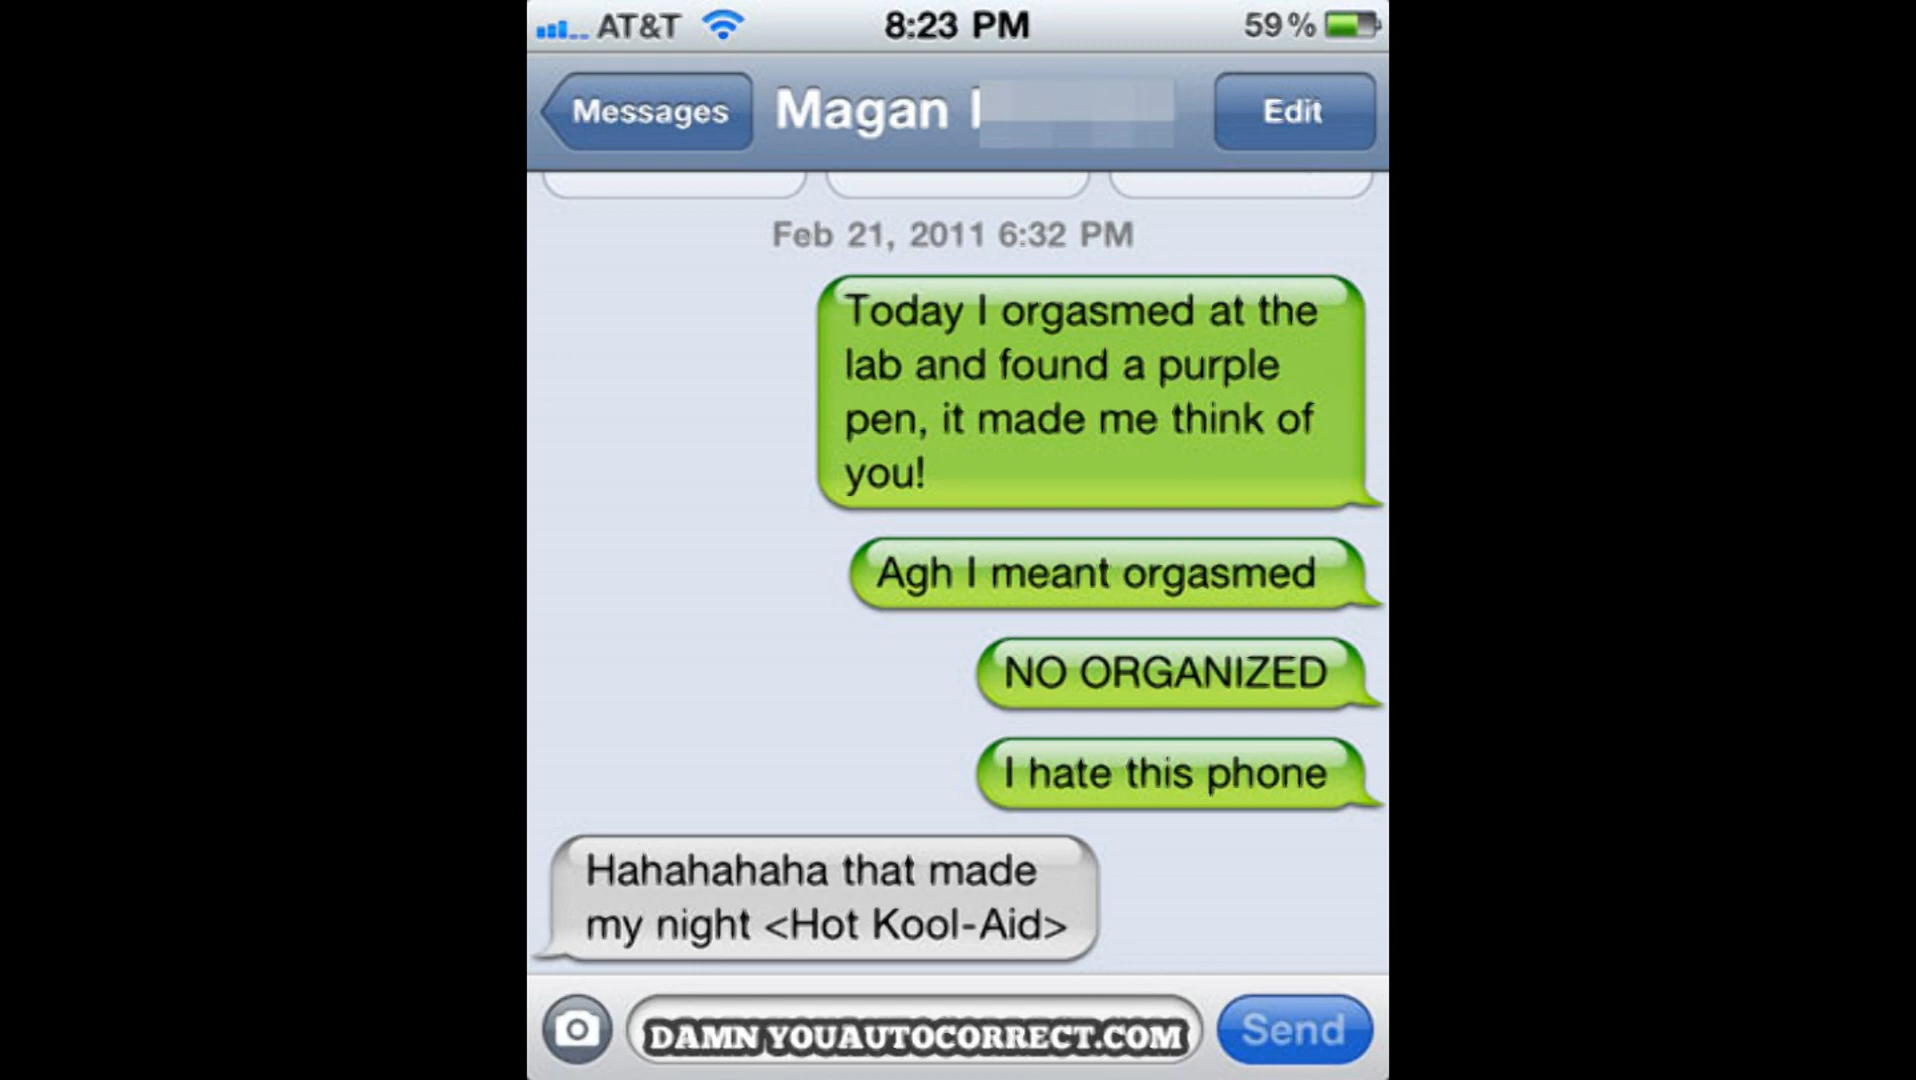 AT&T 8:23 PM 59%
Messages Magan Edit
Feb 21, 2011 6:32 PM
Today I orgasmed at the
lab and found a purple
pen, it made me think of
you!
Agh I meant orgasmed
NO ORGANIZED
I hate this phone
Hahahahaha that made
my night <Hot Kool-Aid>
DAMN YOUAUTOCORRECT.COM
Send